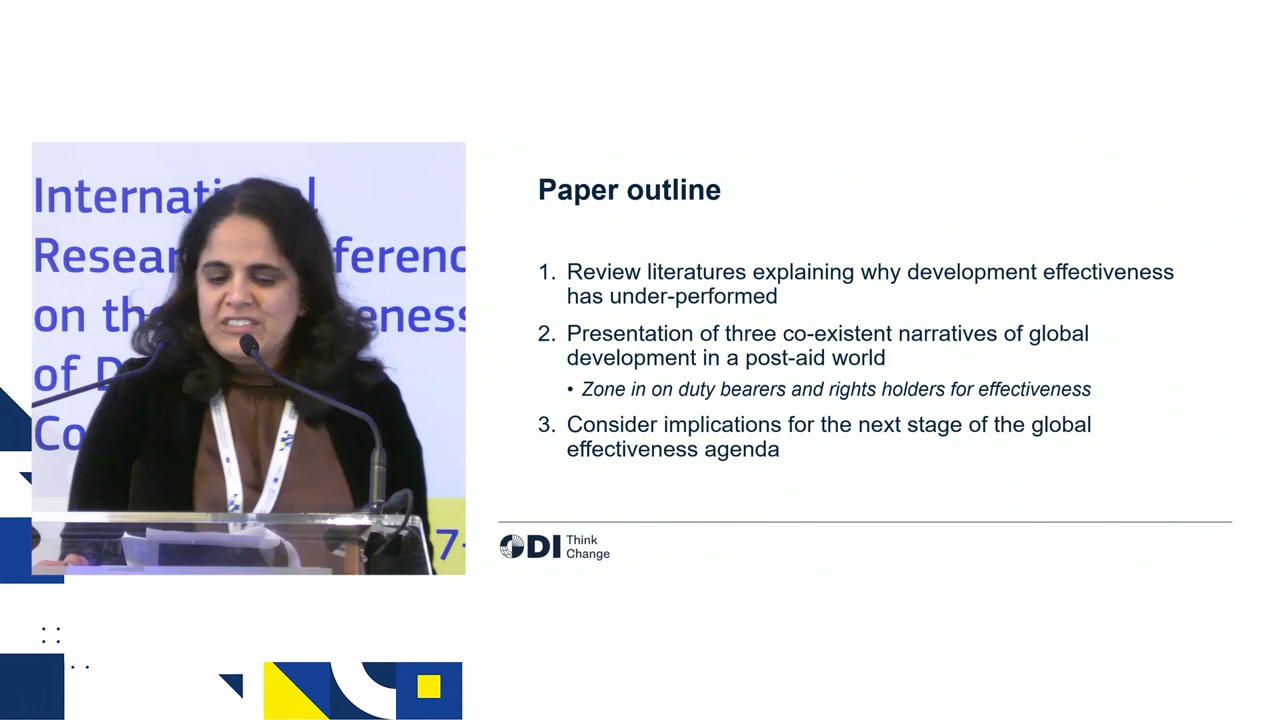 International
Resear ferenc
on th eness
of D
Co
7-
Paper outline
1. Review literatures explaining why development effectiveness
has under-performed
2. Presentation of three co-existent narratives of global
development in a post-aid world
• Zone in on duty bearers and rights holders for effectiveness
3. Consider implications for the next stage of the global
effectiveness agenda
ODI Think
Change